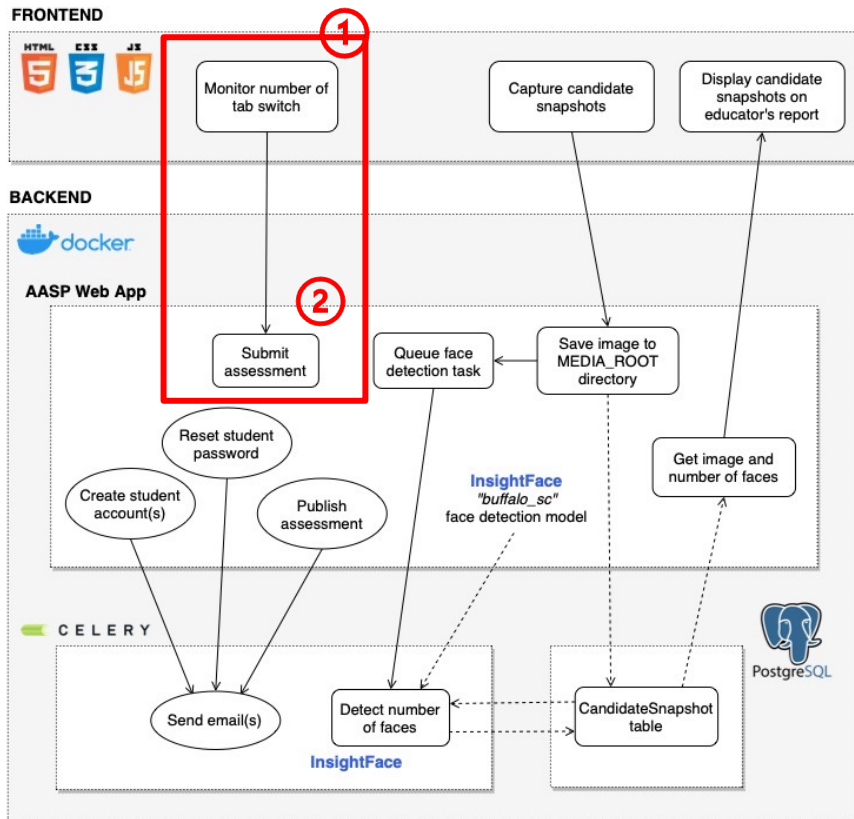 FRONTEND
1
HTML
CSS
JS
5
3
JS
Monitor number of
tab switch
Capture candidate
snapshots
Display candidate
snapshots on
educator's report
BACKEND
docker
AASP Web App
2
Submit
assessment
Queue face
detection task
Save image to
MEDIA_ROOT
directory
Reset student
password
Get image and
number of faces
Create student
account(s)
Publish
assessment
InsightFace
"buffalo_sc"
face detection model
CELERY
PostgreSQL
Send email(s)
Detect number
of faces
CandidateSnapshot
table
InsightFace